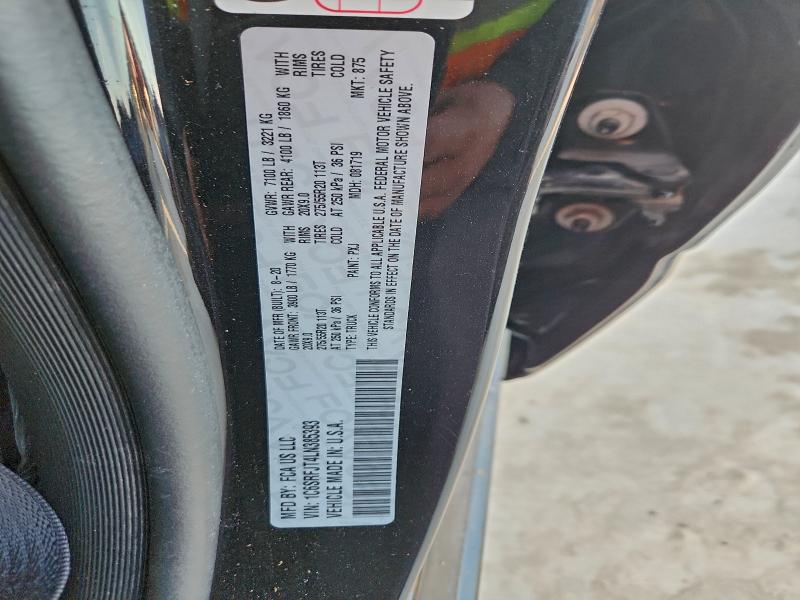 MFD BY: FCA US LLC
DATE OF MFR (BUILT): 8-20
GVWR: 7100 LB / 3221 KG
GAWR FRONT: 3900 LB / 1770 KG WITH
GAWR REAR: 4100 LB / 1860 KG WITH
20X9.0 RIMS
20X9.0 RIMS
275/55R20 113T TIRES
275/55R20 113T TIRES
AT 250 kPa / 36 PSI COLD
AT 250 kPa / 36 PSI COLD
VIN: 1C6SRFJT4LN385393
TYPE: TRUCK
PAINT: PXJ
MDH: 081719
MKT: 875
VEHICLE MADE IN: U.S.A.
THIS VEHICLE CONFORMS TO ALL APPLICABLE U.S.A. FEDERAL MOTOR VEHICLE SAFETY
STANDARDS IN EFFECT ON THE DATE OF MANUFACTURE SHOWN ABOVE.